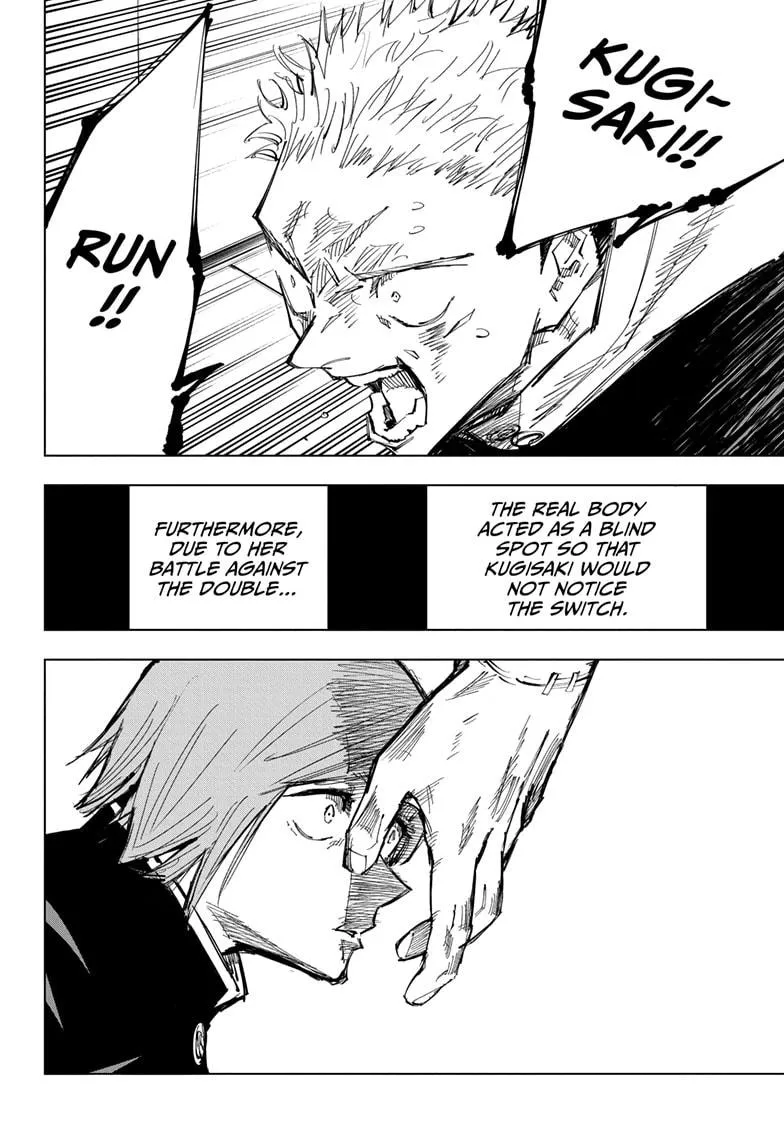 KUGI-
SAKI!!
RUN
!!
THE REAL BODY
ACTED AS A BLIND
SPOT SO THAT
KUGISAKI WOULD
NOT NOTICE
THE SWITCH.
FURTHERMORE,
DUE TO HER
BATTLE AGAINST
THE DOUBLE...